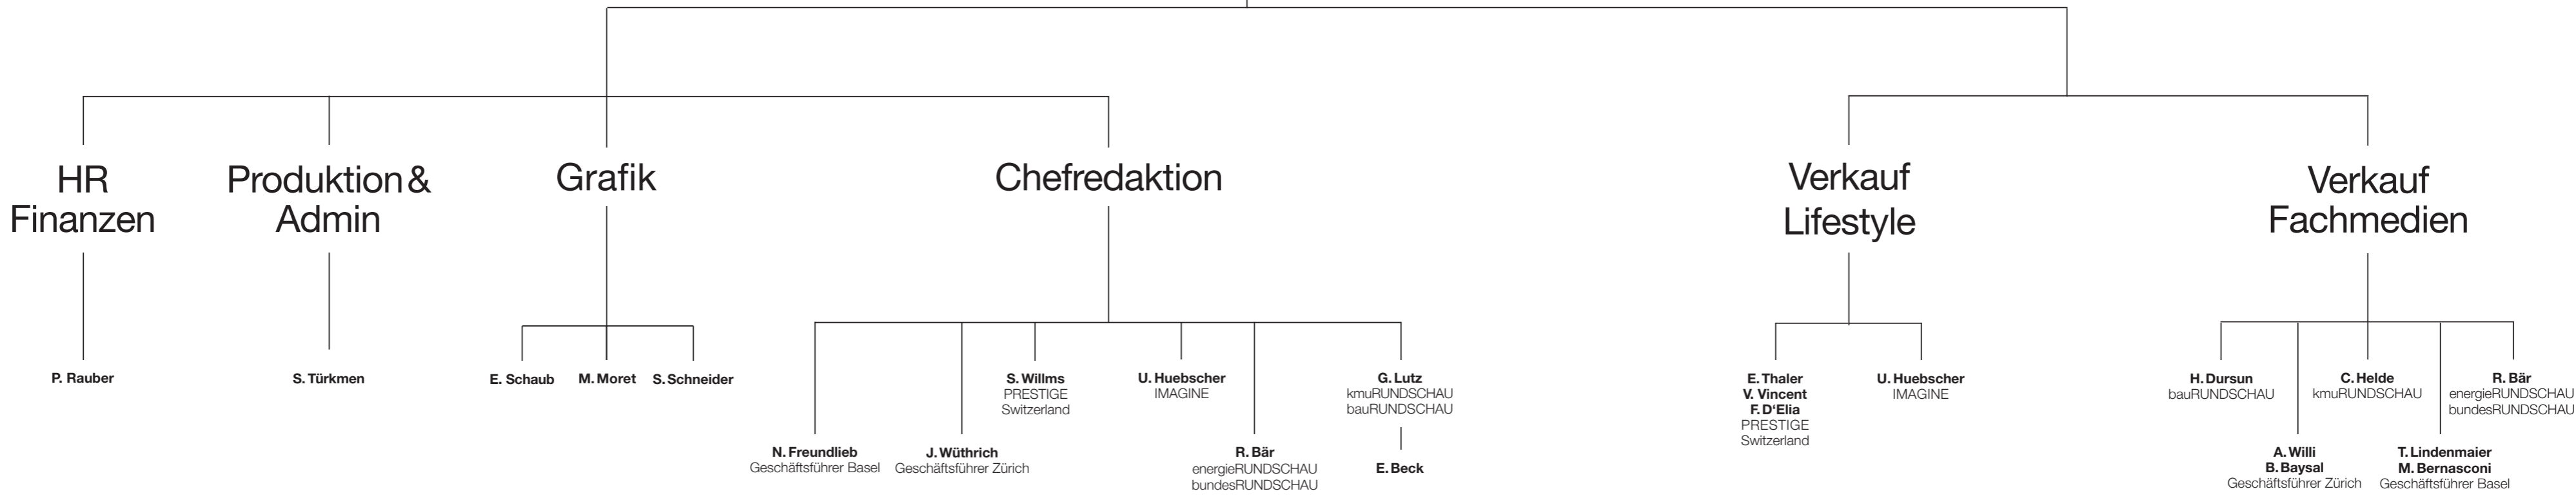 HR
Finanzen
Produktion &
Admin
Grafik
Chefredaktion
Verkauf
Lifestyle
Verkauf
Fachmedien
P. Rauber
S. Türkmen
E. Schaub
M. Moret
S. Schneider
N. Freundlieb
Geschäftsführer Basel
J. Wüthrich
Geschäftsführer Zürich
S. Willms
PRESTIGE
Switzerland
U. Huebscher
IMAGINE
R. Bär
energieRUNDSCHAU
bundesRUNDSCHAU
G. Lutz
kmuRUNDSCHAU
bauRUNDSCHAU
E. Beck
E. Thaler
V. Vincent
F. D'Elia
PRESTIGE
Switzerland
U. Huebscher
IMAGINE
H. Dursun
bauRUNDSCHAU
A. Willi
B. Baysal
Geschäftsführer Zürich
C. Helde
kmuRUNDSCHAU
T. Lindenmaier
M. Bernasconi
Geschäftsführer Basel
R. Bär
energieRUNDSCHAU
bundesRUNDSCHAU